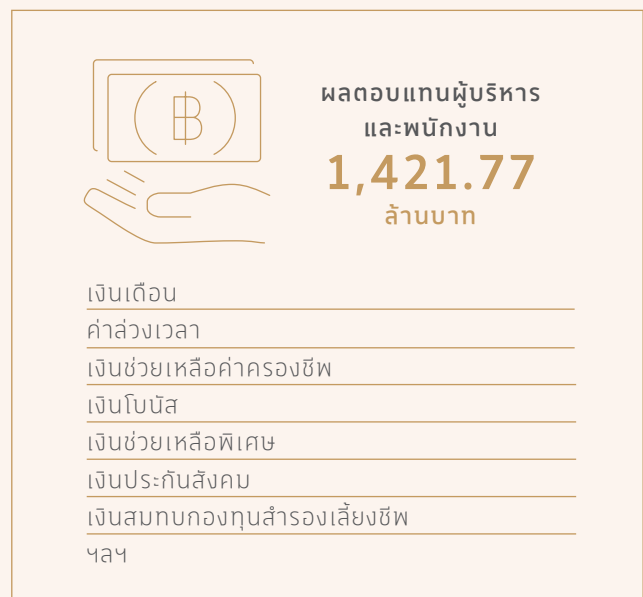 ฿
ผลตอบแทนผู้บริหาร
และพนักงาน
1,421.77
ล้านบาท
เงินเดือน
ค่าล่วงเวลา
เงินช่วยเหลือค่าครองชีพ
เงินโบนัส
เงินช่วยเหลือพิเศษ
เงินประกันสังคม
เงินสมทบกองทุนสำรองเลี้ยงชีพ
ฯลฯ